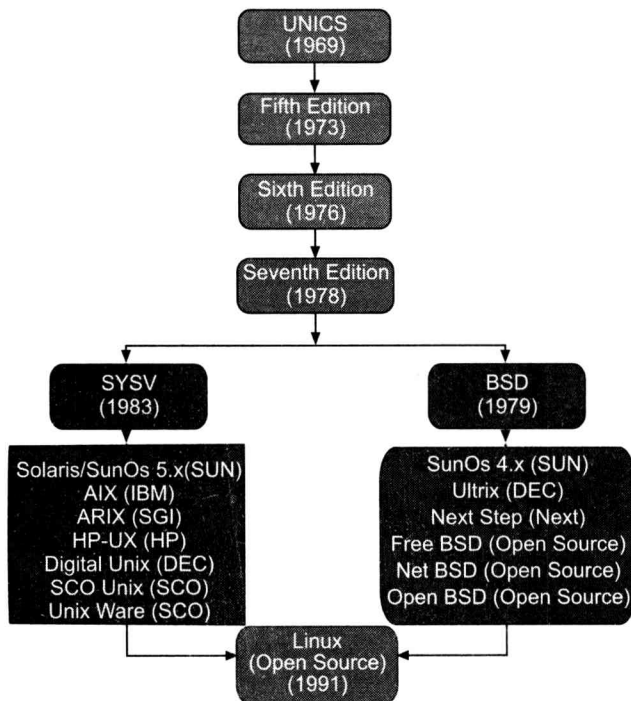 UNICS
(1969)
Fifth Edition
(1973)
Sixth Edition
(1976)
Seventh Edition
(1978)
SYSV
(1983)
BSD
(1979)
Solaris/SunOs 5.x(SUN)
AIX (IBM)
ARIX (SGI)
HP-UX (HP)
Digital Unix (DEC)
SCO Unix (SCO)
Unix Ware (SCO)
SunOs 4.x (SUN)
Ultrix (DEC)
Next Step (Next)
Free BSD (Open Source)
Net BSD (Open Source)
Open BSD (Open Source)
Linux
(Open Source)
(1991)